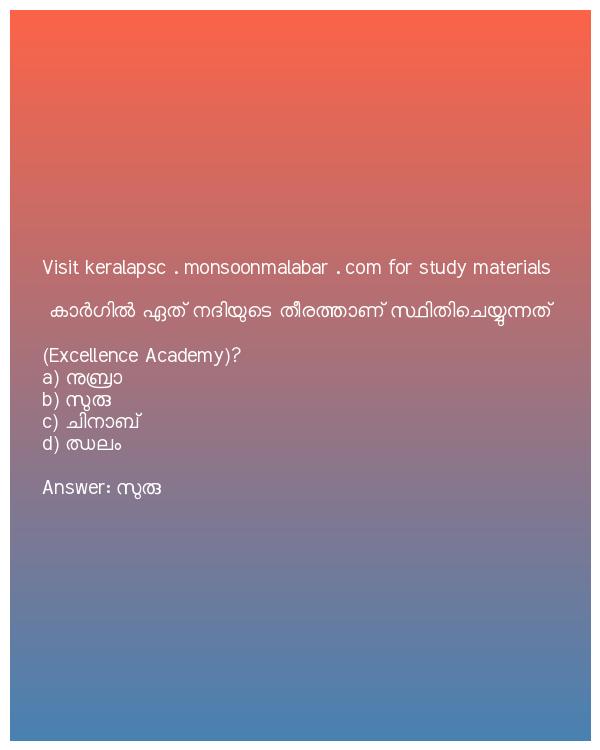 Visit keralapsc . monsoonmalabar . com for study materials
കാർഗിൽ ഏത് നദിയുടെ തീരത്താണ് സ്ഥിതിചെയ്യുന്നത്
(Excellence Academy)?
a) നുബ്രാ
b) സുരു
c) ചിനാബ്
d) ഝലം
Answer: സുരു